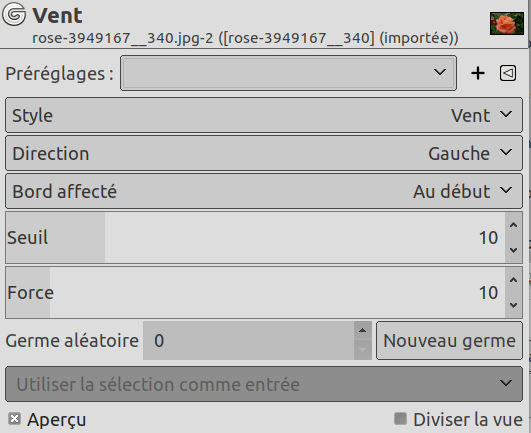 Vent
rose-3949167__340.jpg-2 ([rose-3949167__340] (importée))
Préréglages :
Style Vent
Direction Gauche
Bord affecté Au début
Seuil 10
Force 10
Germe aléatoire 0 Nouveau germe
Utiliser la sélection comme entrée
Aperçu Diviser la vue